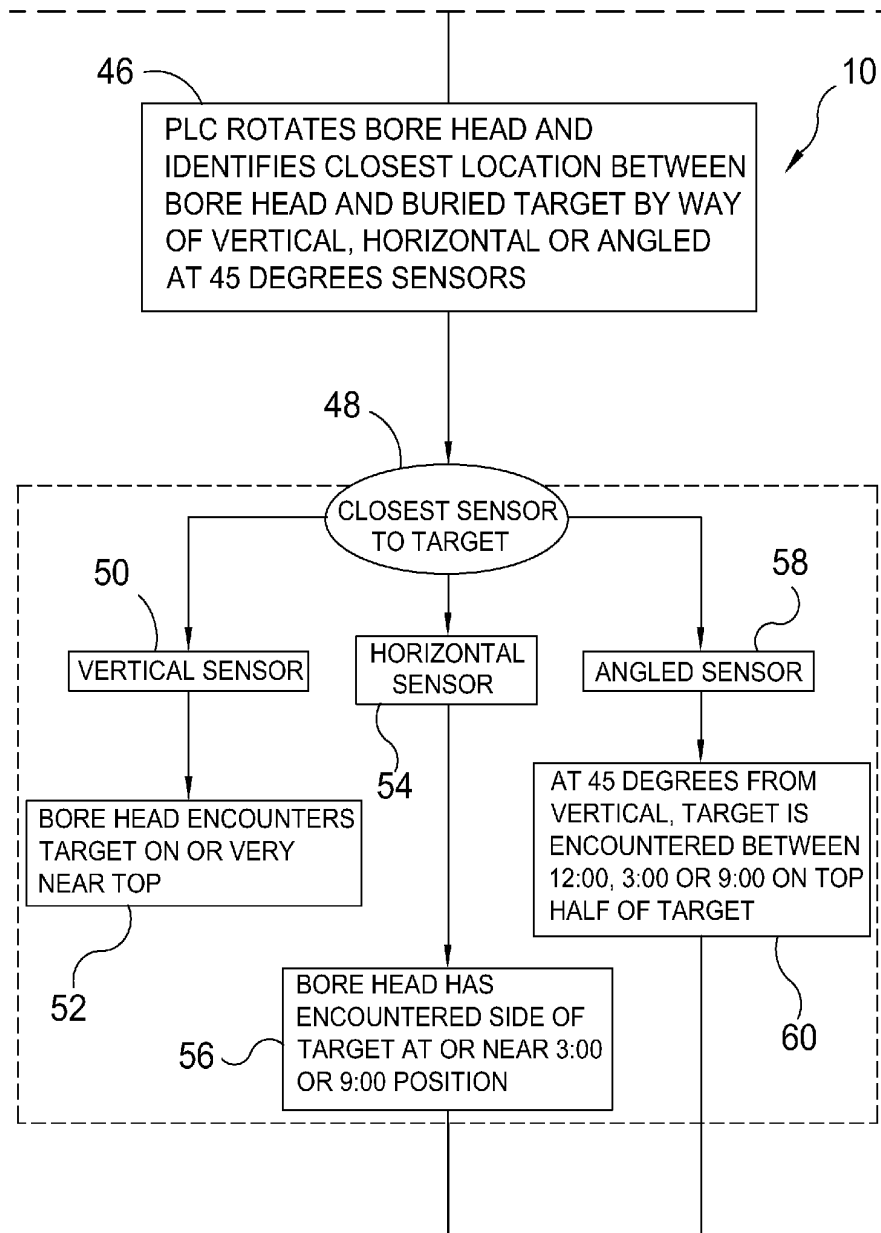 46
10
PLC ROTATES BORE HEAD AND
IDENTIFIES CLOSEST LOCATION BETWEEN
BORE HEAD AND BURIED TARGET BY WAY
OF VERTICAL, HORIZONTAL OR ANGLED
AT 45 DEGREES SENSORS
48
CLOSEST SENSOR
TO TARGET
50
VERTICAL SENSOR
HORIZONTAL
SENSOR
54
58
ANGLED SENSOR
BORE HEAD ENCOUNTERS
TARGET ON OR VERY
NEAR TOP
52
BORE HEAD HAS
ENCOUNTERED SIDE OF
TARGET AT OR NEAR 3:00
OR 9:00 POSITION
56
AT 45 DEGREES FROM
VERTICAL, TARGET IS
ENCOUNTERED BETWEEN
12:00, 3:00 OR 9:00 ON TOP
HALF OF TARGET
60